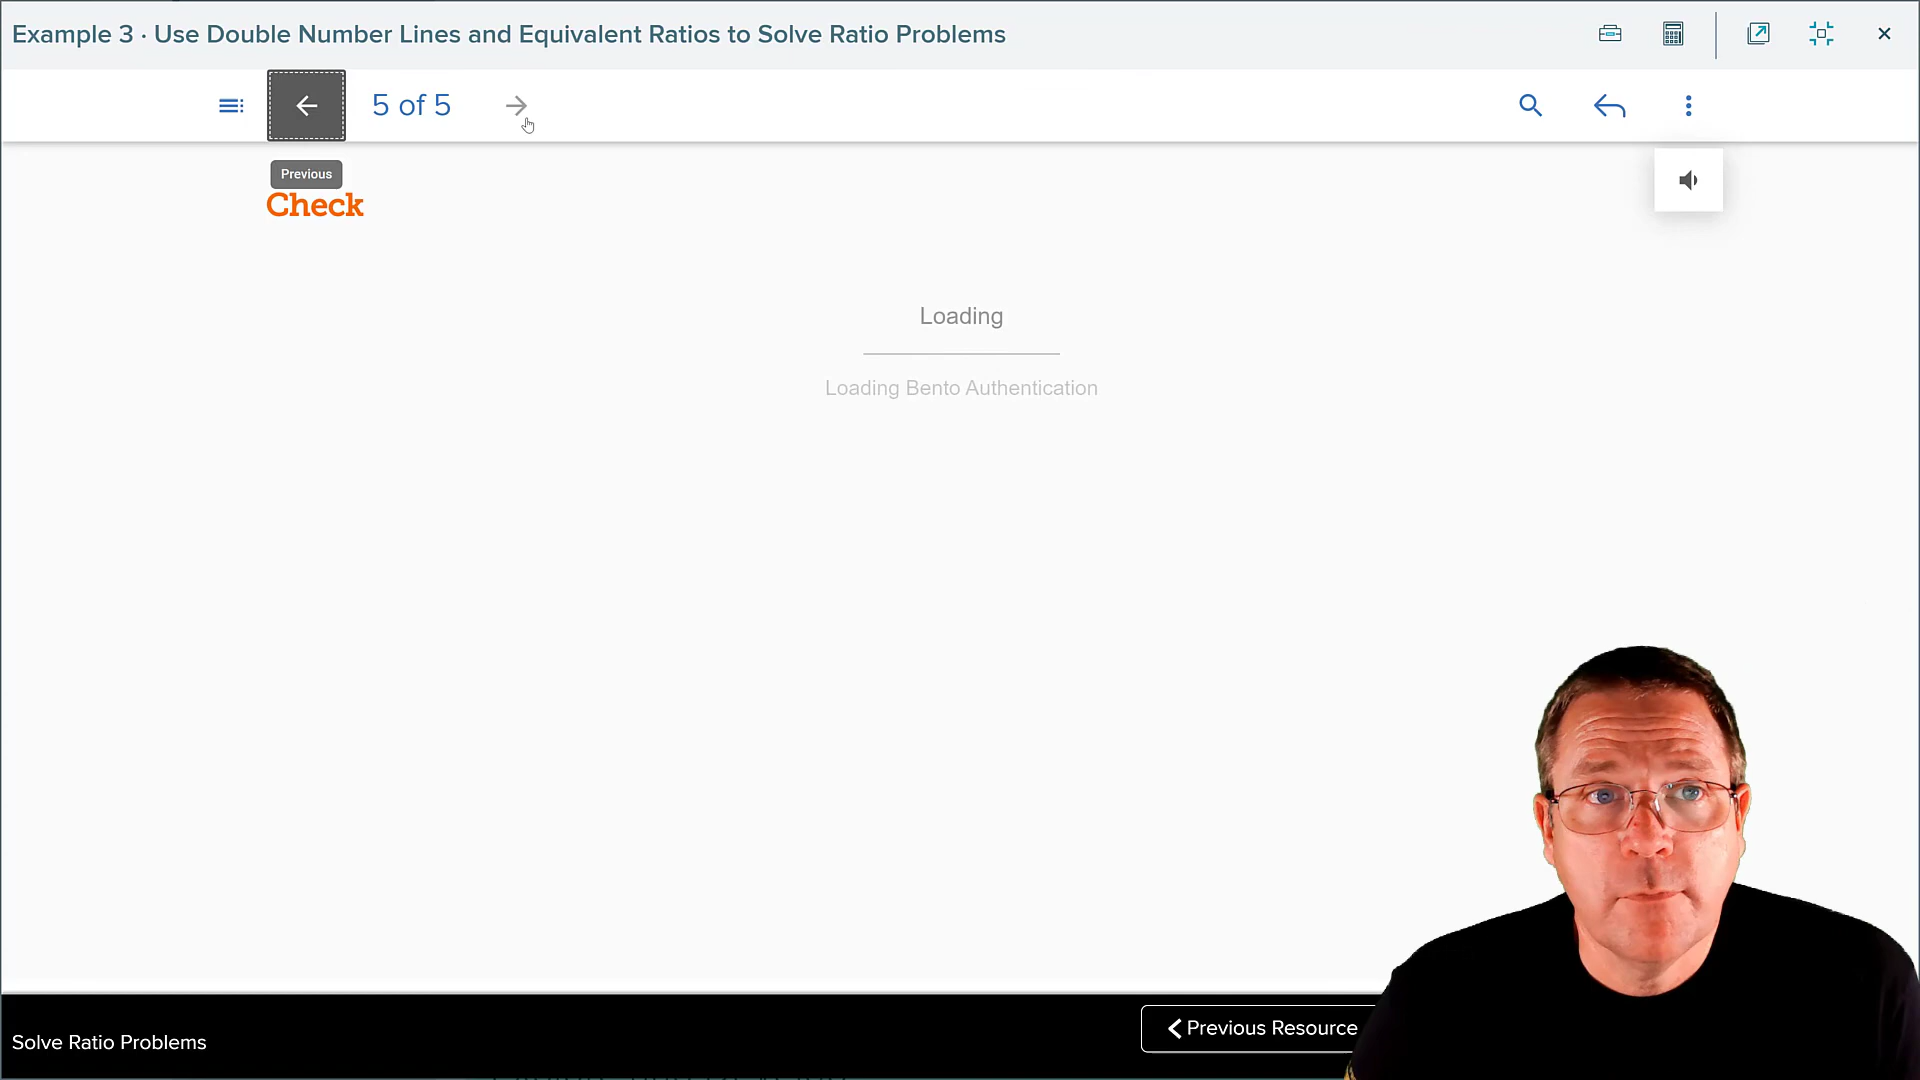 Example 3 · Use Double Number Lines and Equivalent Ratios to Solve Ratio Problems
5 of 5
Previous
Check
Loading
Loading Bento Authentication
Previous Resource
Solve Ratio Problems